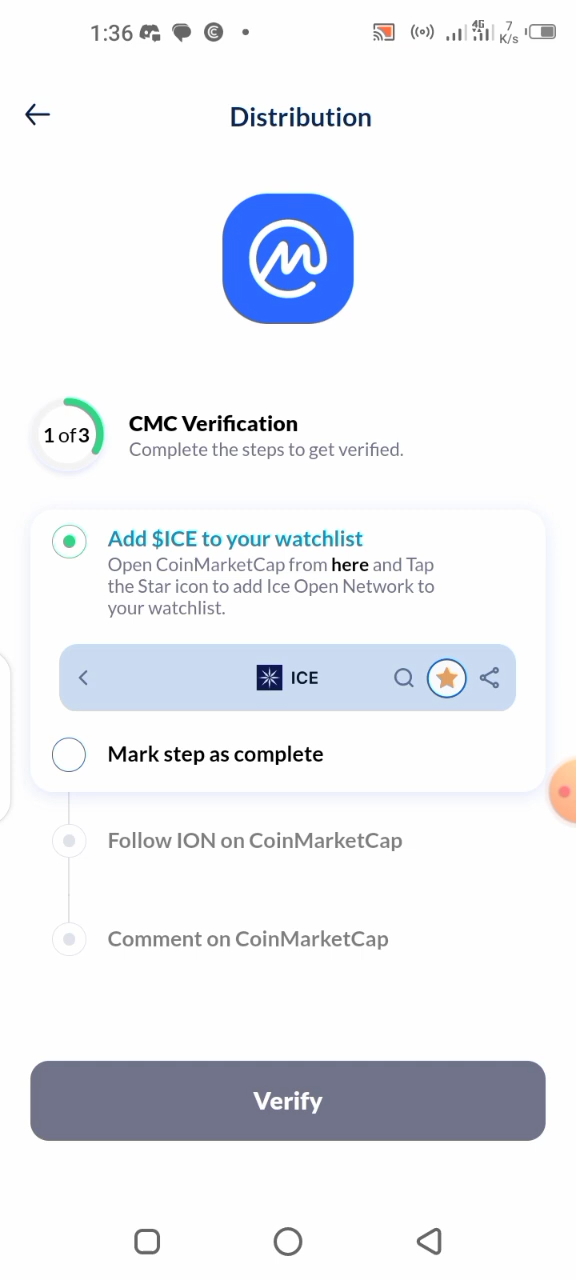 1:36
4G
7
K/s
Distribution
1 of 3
CMC Verification
Complete the steps to get verified.
Add $ICE to your watchlist
Open CoinMarketCap from here and Tap
the Star icon to add Ice Open Network to
your watchlist.
ICE
Mark step as complete
Follow ION on CoinMarketCap
Comment on CoinMarketCap
Verify